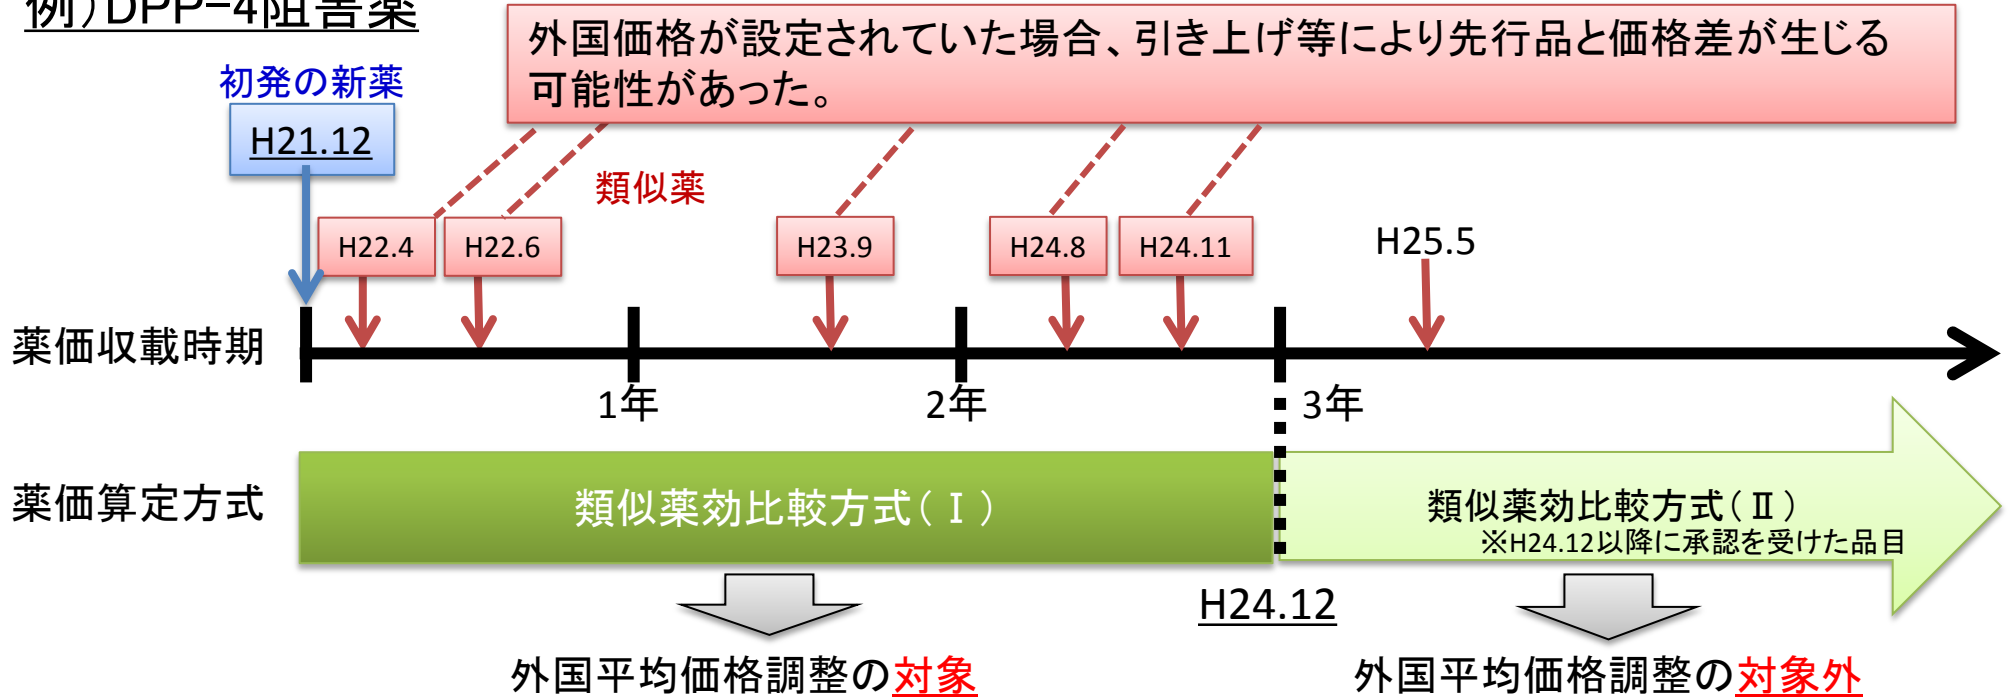 例)DPP-4阻害薬
外国価格が設定されていた場合、引き上げ等により先行品と価格差が生じる
可能性があった。
初発の新薬
H21.12
類似薬
H22.4
H22.6
H23.9
H24.8
H24.11
H25.5
薬価収載時期
1年
2年
3年
薬価算定方式
類似薬効比較方式(Ⅰ)
類似薬効比較方式(Ⅱ)
※H24.12以降に承認を受けた品目
H24.12
外国平均価格調整の対象
外国平均価格調整の対象外